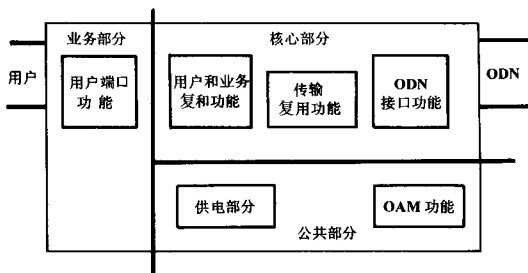 业务部分
核心部分
用户
用户端口
功 能
用户和业务
复和功能
传输
复用功能
ODN
接口功能
ODN
供电部分
OAM 功能
公共部分